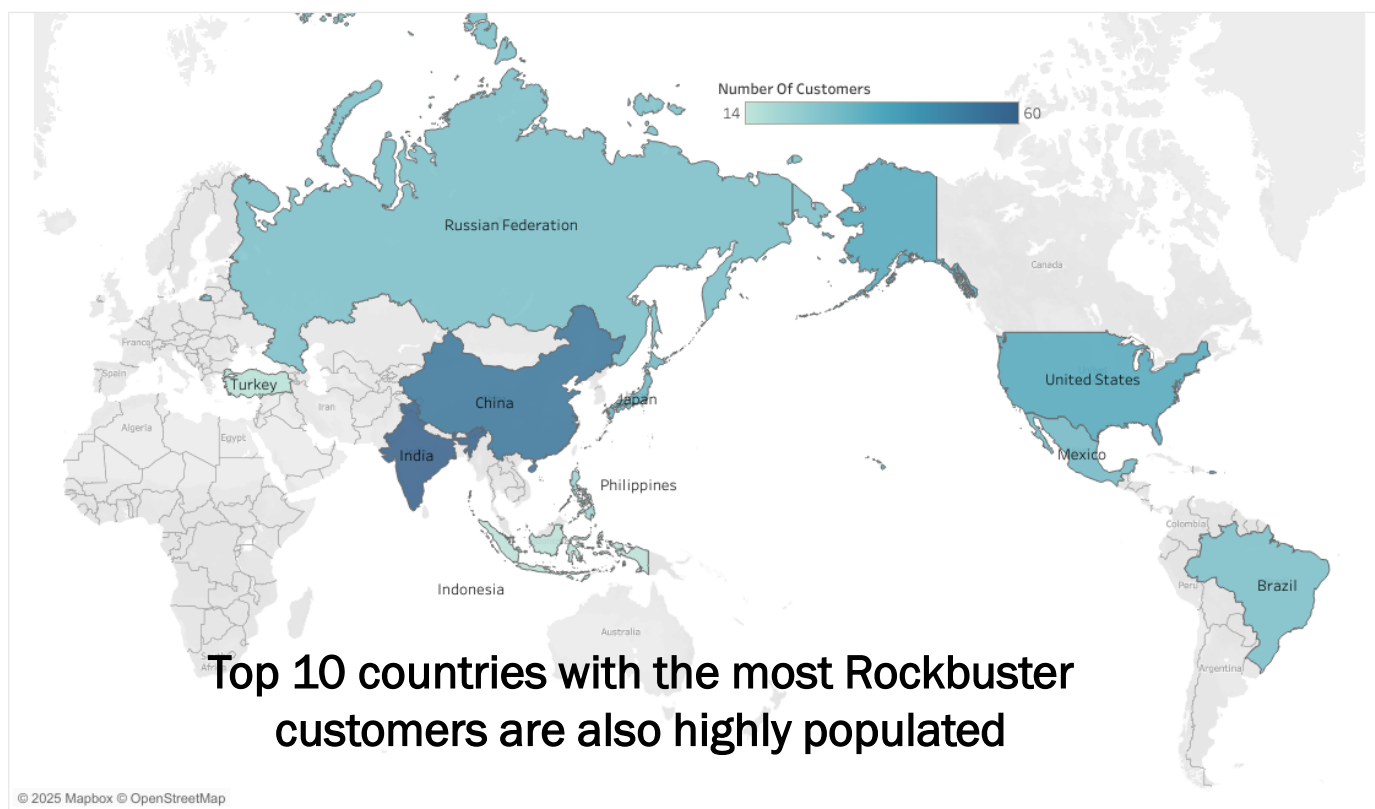 Number Of Customers
14 60
Russian Federation
Canada
France
Spain
Turkey
United States
China
Japan
Iran
Algeria
Egypt
India
Mexico
Philippines
Colombia
Indonesia
Peru
Brazil
Australia
Argentina
Top 10 countries with the most Rockbuster
customers are also highly populated
© 2025 Mapbox © OpenStreetMap